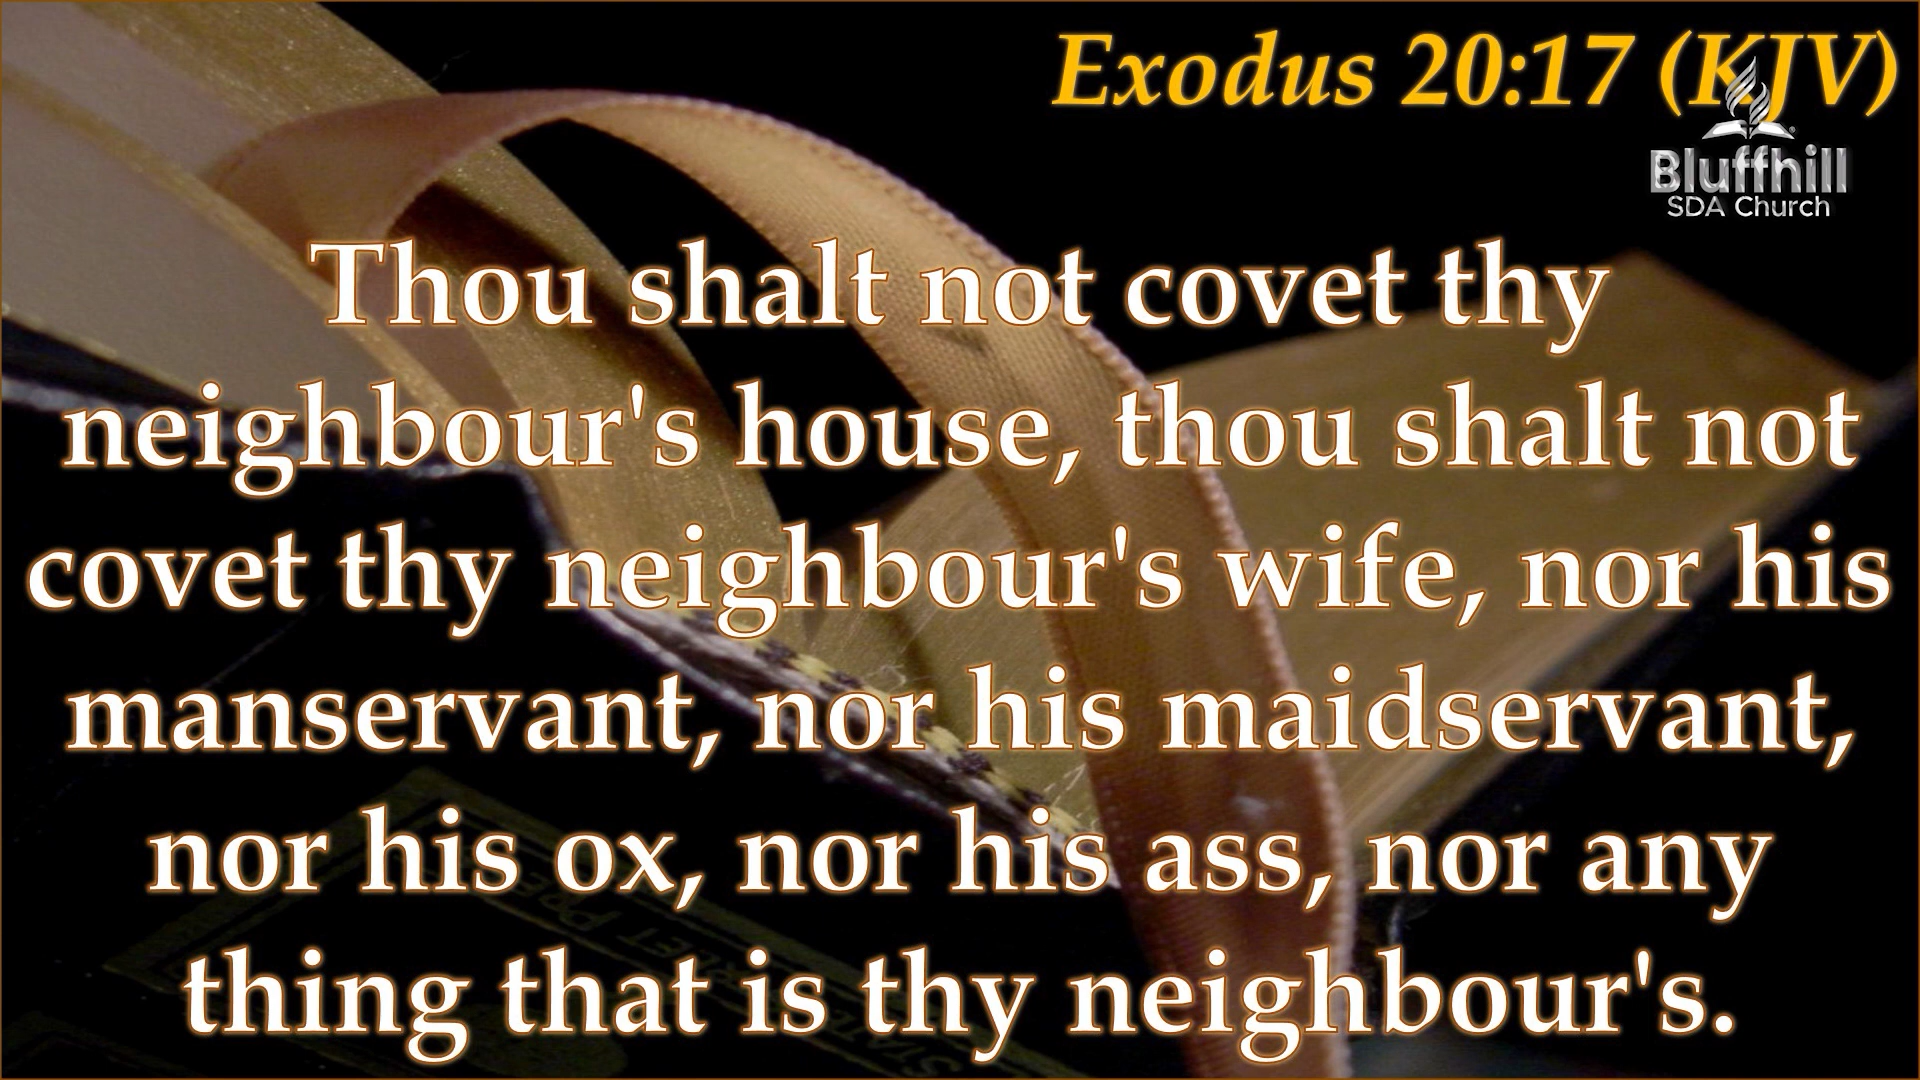 Exodus 20:17 (KJV)
Bluffhill
SDA Church
Thou shalt not covet thy
neighbour's house, thou shalt not
covet thy neighbour's wife, nor his
manservant, nor his maidservant,
nor his ox, nor his ass, nor any
thing that is thy neighbour's.